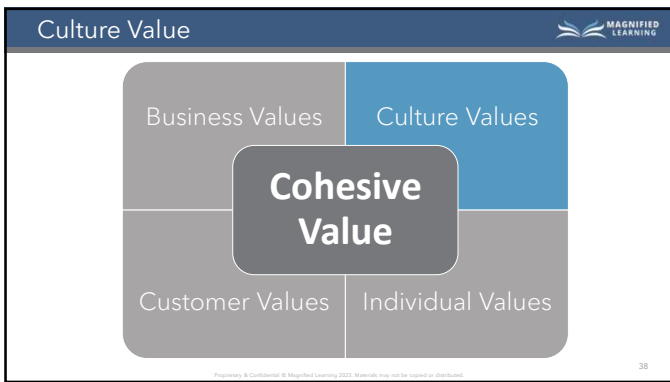 Culture Value
MAGNIFIED
LEARNING
Business Values
Culture Values
Cohesive
Value
Customer Values
Individual Values
Proprietary & Confidential © Magnified Learning 2023. Materials may not be copied or distributed.
38